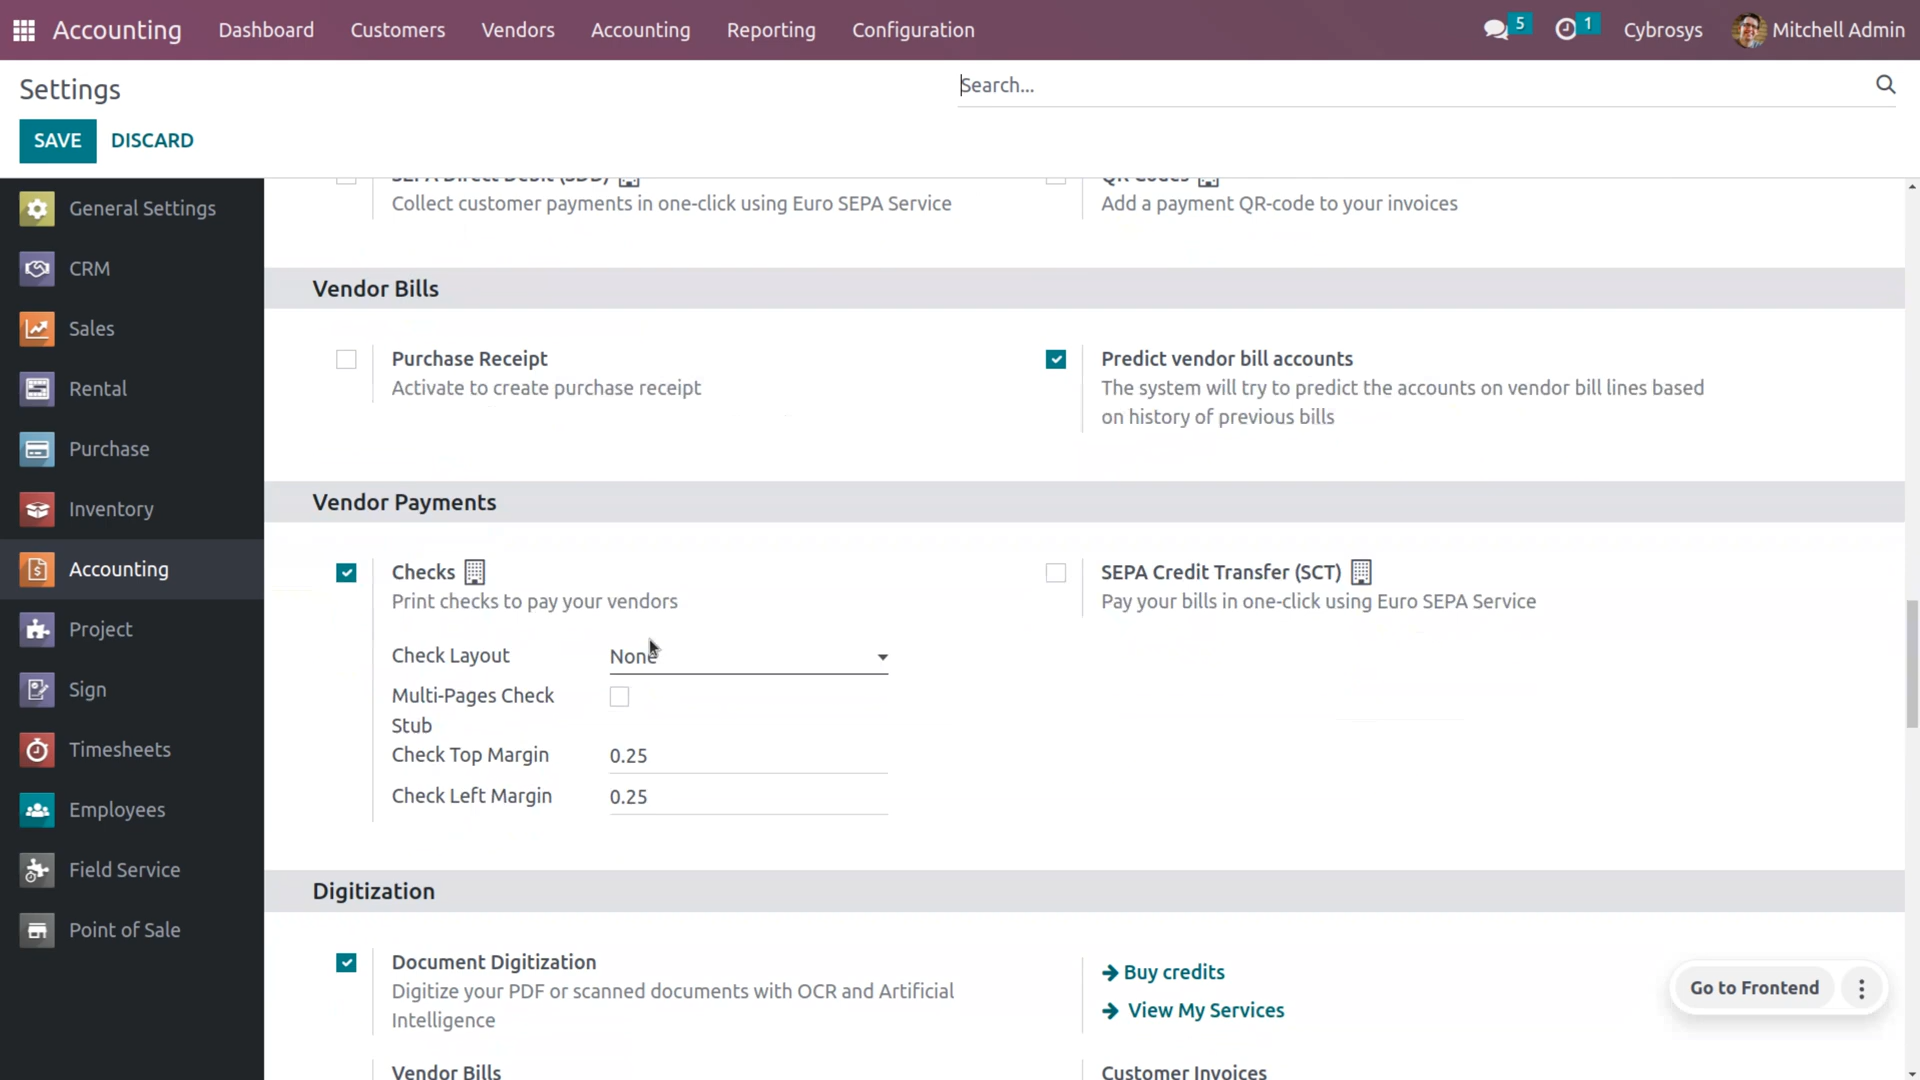 Accounting Dashboard Customers Vendors Accounting Reporting Configuration 5 1 Cybrosys Mitchell Admin
Settings
Search...
SAVE DISCARD
General Settings
CRM
Sales
Rental
Purchase
Inventory
Accounting
Project
Sign
Timesheets
Employees
Field Service
Point of Sale
SEPA Direct Debit (SDD)
Collect customer payments in one-click using Euro SEPA Service
QR Codes
Add a payment QR-code to your invoices
Vendor Bills
Purchase Receipt
Activate to create purchase receipt
Predict vendor bill accounts
The system will try to predict the accounts on vendor bill lines based
on history of previous bills
Vendor Payments
Checks
Print checks to pay your vendors
Check Layout None
Multi-Pages Check
Stub
Check Top Margin 0.25
Check Left Margin 0.25
SEPA Credit Transfer (SCT)
Pay your bills in one-click using Euro SEPA Service
Digitization
Document Digitization
Digitize your PDF or scanned documents with OCR and Artificial
Intelligence
Buy credits
View My Services
Vendor Bills
Customer Invoices
Go to Frontend